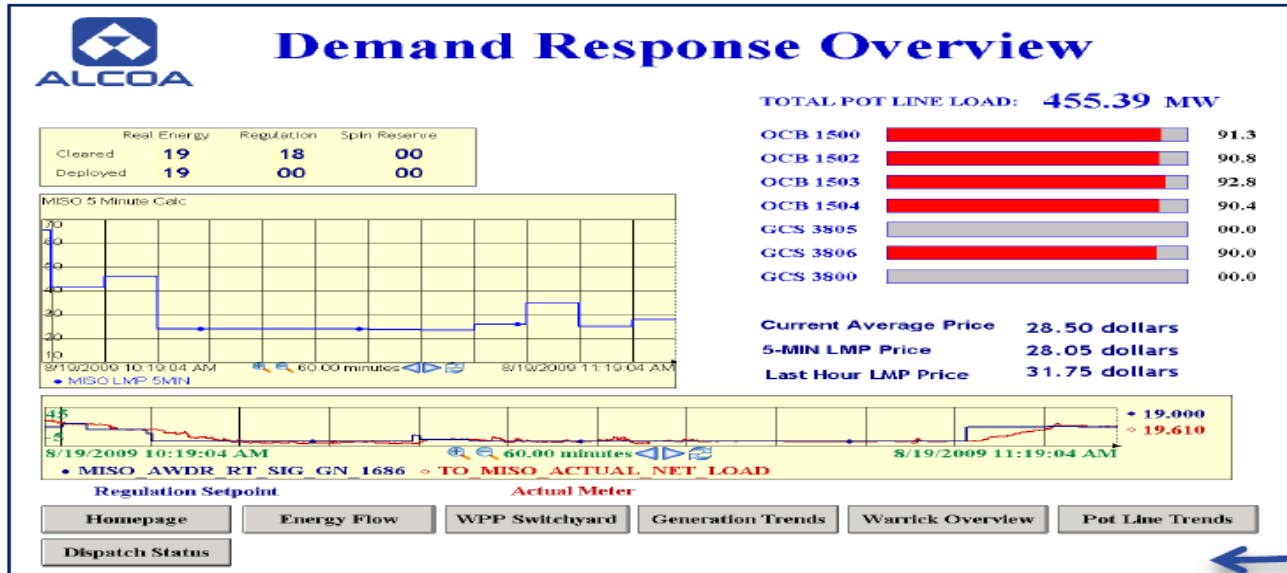 ALCOA
Demand Response Overview
TOTAL POT LINE LOAD: 455.39 MW
Real Energy Regulation Spin Reserve
Cleared 19 18 00
Deployed 19 00 00
OCB 1500 91.3
OCB 1502 90.8
OCB 1503 92.8
OCB 1504 90.4
GCS 3805 00.0
GCS 3806 90.0
GCS 3800 00.0
MISO 5 Minute Calc
70
60
50
40
30
20
10
8/19/2009 10:19:04 AM 60.00 minutes 8/19/2009 11:19:04 AM
MISO LMP 5MIN
Current Average Price 28.50 dollars
5-MIN LMP Price 28.05 dollars
Last Hour LMP Price 31.75 dollars
45
-5
19.000
19.610
8/19/2009 10:19:04 AM 60.00 minutes 8/19/2009 11:19:04 AM
MISO_AWDR_RT_SIG_GN_1686 TO_MISO_ACTUAL_NET_LOAD
Regulation Setpoint Actual Meter
Homepage Energy Flow WPP Switchyard Generation Trends Warrick Overview Pot Line Trends
Dispatch Status